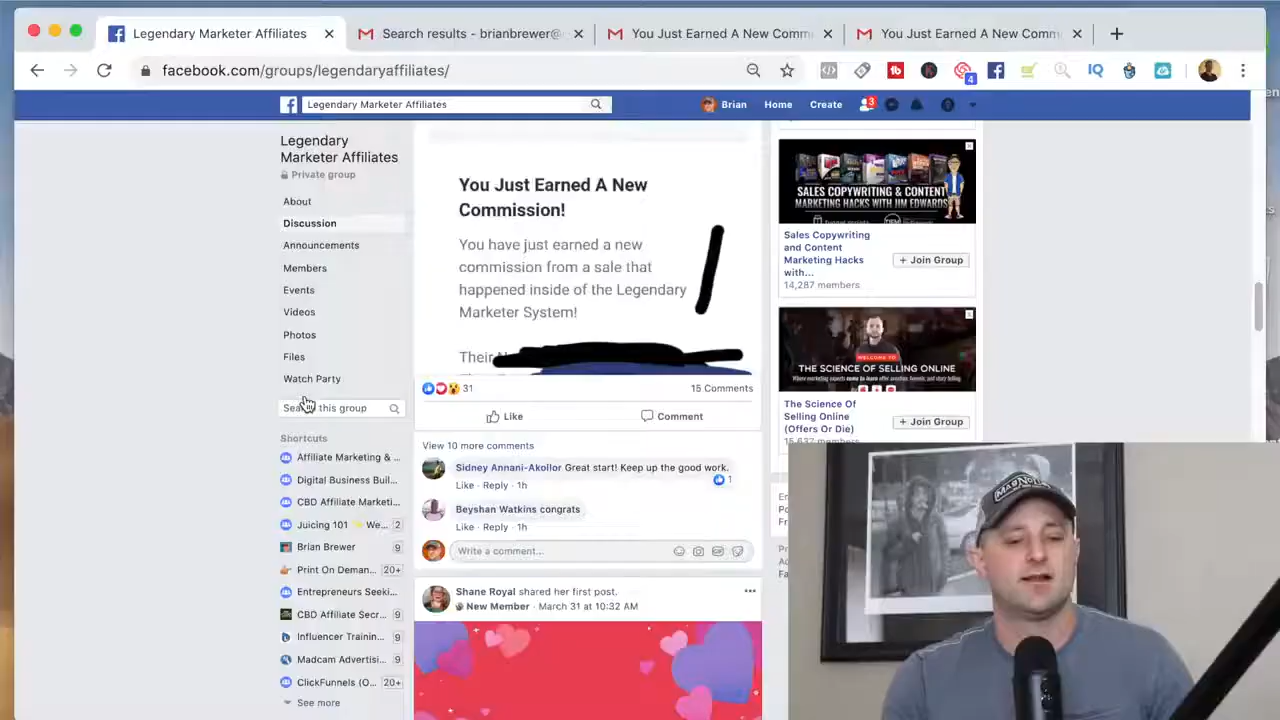 Legendary Marketer Affiliates
Search results - brianbrewer@
You Just Earned A New Comm
You Just Earned A New Comm
facebook.com/groups/legendaryaffiliates/
4
IQ
Legendary Marketer Affiliates
Brian
Home
Create
3
Legendary
Marketer Affiliates
Private group
About
Discussion
Announcements
Members
Events
Videos
Photos
Files
Watch Party
Search this group
Shortcuts
Affiliate Marketing & ...
Digital Business Buil...
CBD Affiliate Marketi...
Juicing 101 We... 2
Brian Brewer 9
Print On Deman... 20+
Entrepreneurs Seeki...
CBD Affiliate Secr... 9
Influencer Trainin... 9
Madcam Advertisi... 9
ClickFunnels (O... 20+
See more
You Just Earned A New
Commission!
You have just earned a new
commission from a sale that
happened inside of the Legendary
Marketer System!
Their
31
15 Comments
Like
Comment
View 10 more comments
Sidney Annani-Akollor Great start! Keep up the good work.
1
Like · Reply · 1h
Beyshan Watkins congrats
Like · Reply · 1h
Write a comment...
Shane Royal shared her first post.
New Member · March 31 at 10:32 AM
SALES COPYWRITING & CONTENT
MARKETING HACKS WITH JIM EDWARDS
Sales Copywriting
and Content
Marketing Hacks
with...
14,287 members
+ Join Group
WELCOME TO
THE SCIENCE OF SELLING ONLINE
The Science Of
Selling Online
(Offers Or Die)
+ Join Group